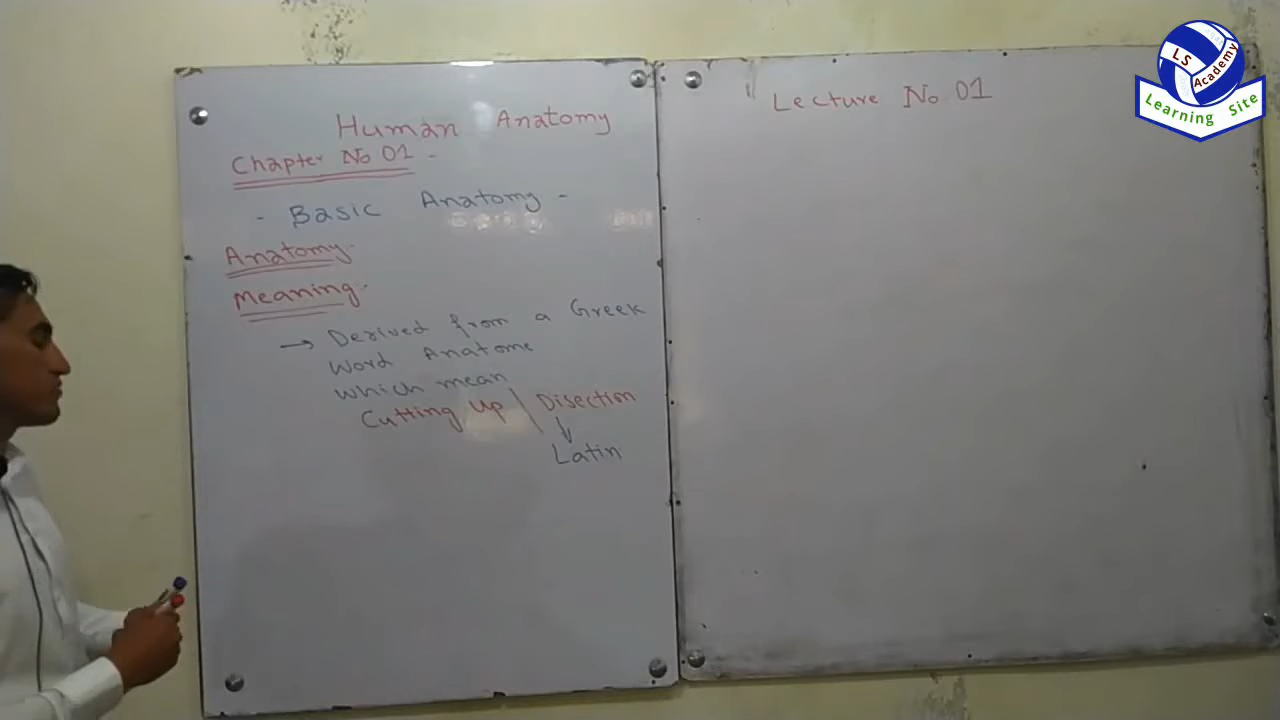 Human Anatomy
Chapter No 01 -
- Basic Anatomy -
Anatomy-
Meaning-
→ Derived from a Greek
Word Anatome
Which mean
Cutting Up \ Disection
↓
Latin
Lecture No 01
LS
Academy
Learning Site